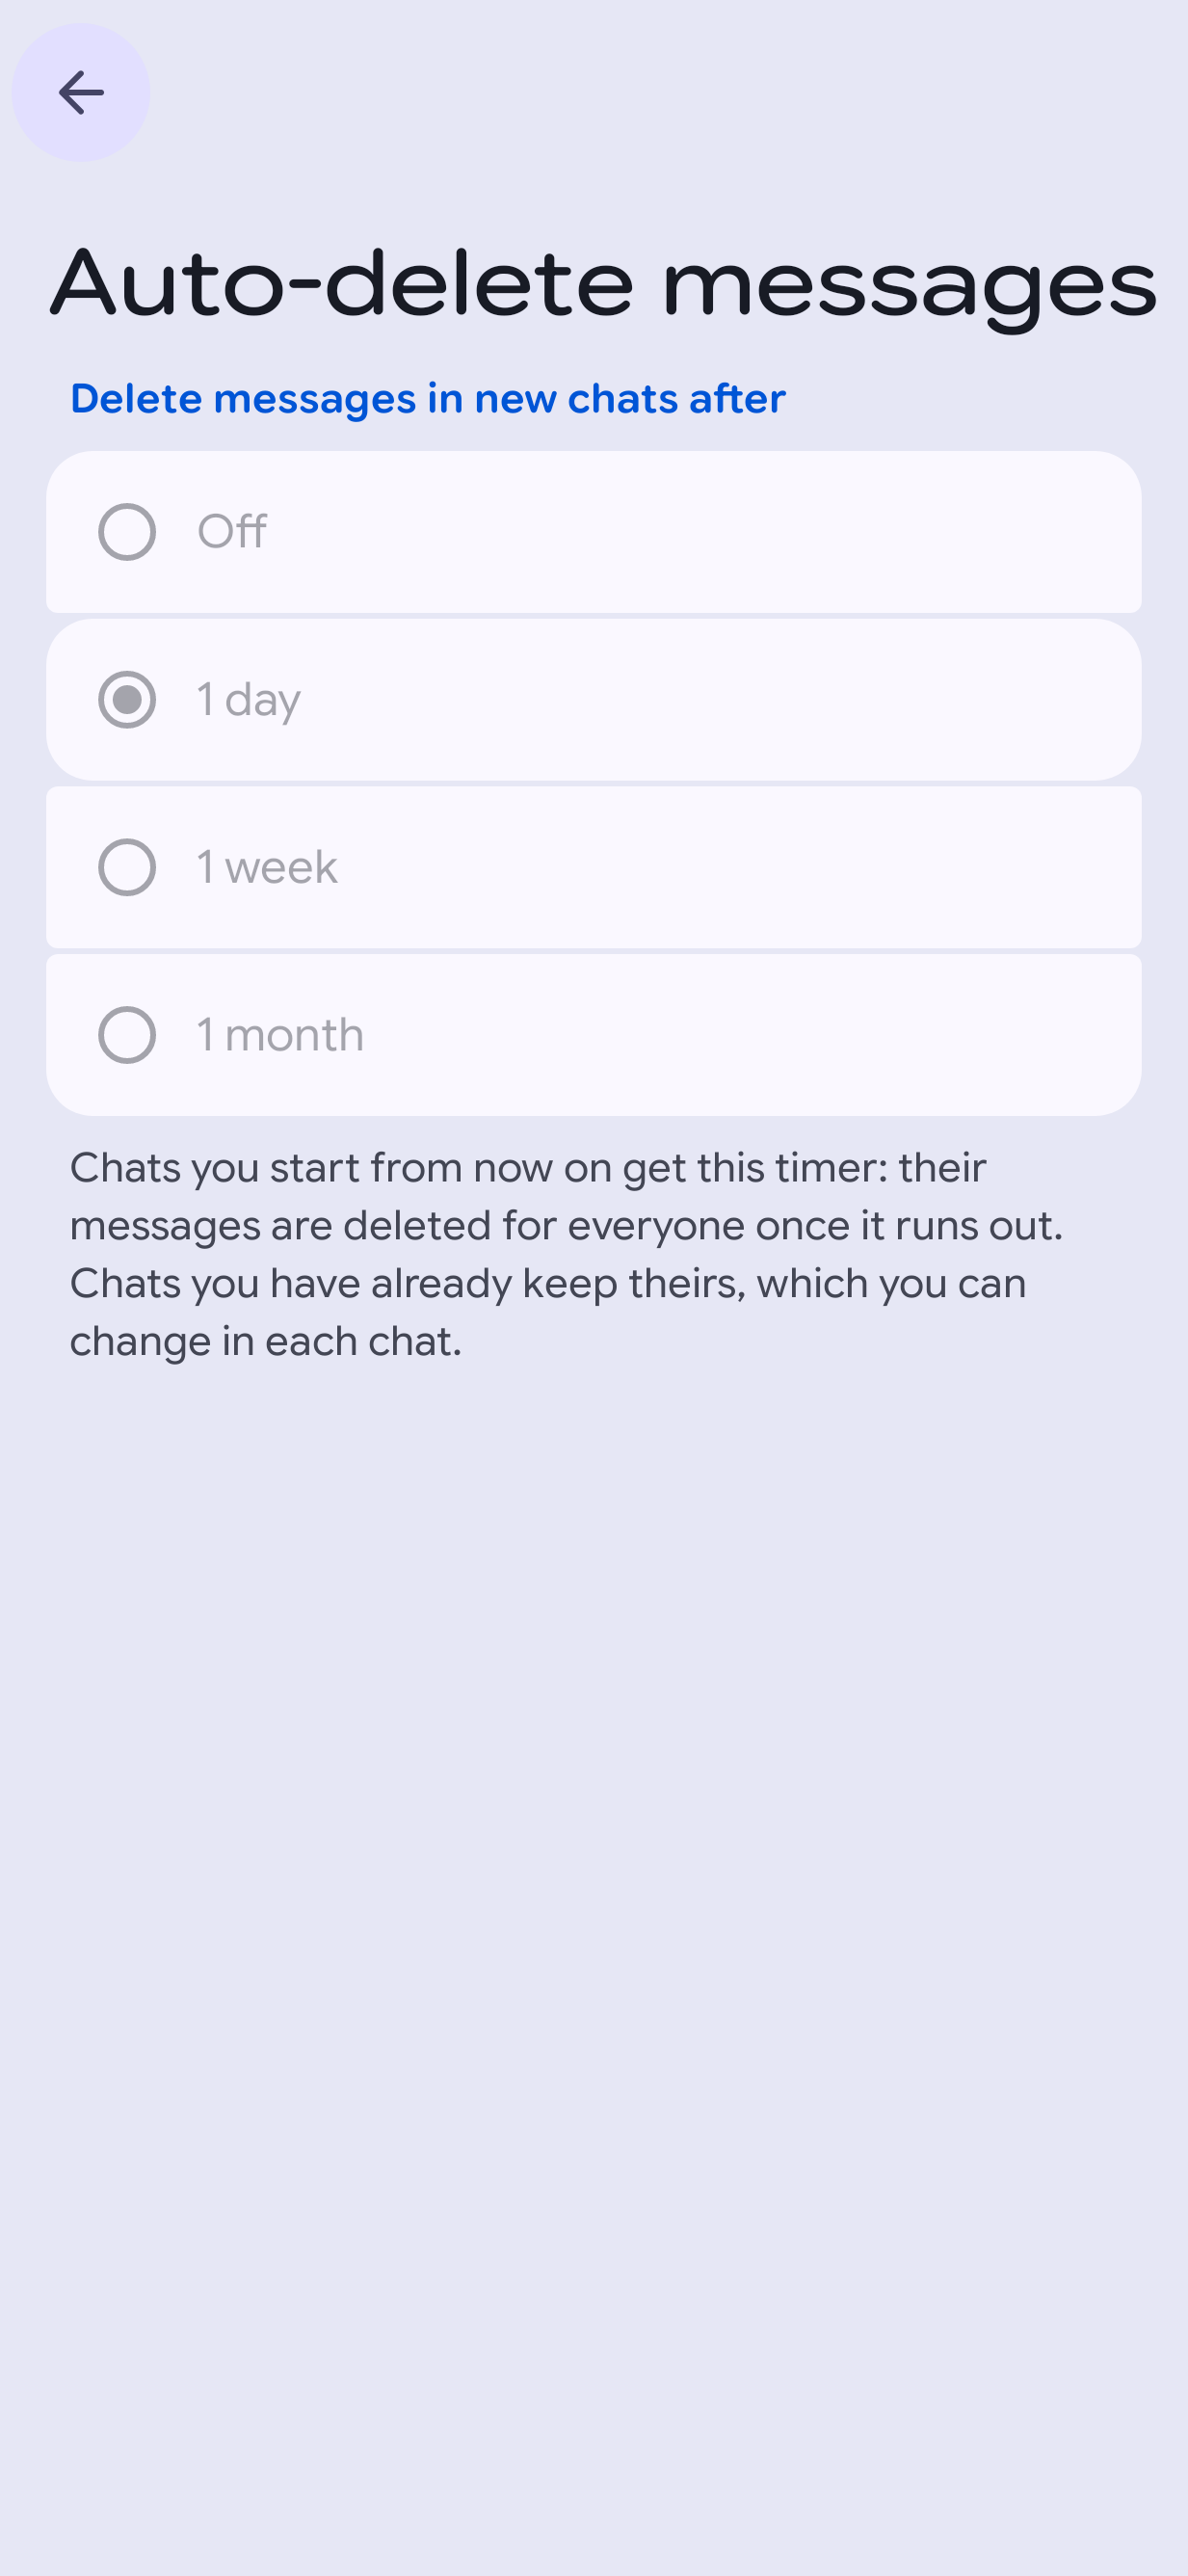 Auto-delete messages
Delete messages in new chats after
Off
1 day
1 week
1 month
Chats you start from now on get this timer: their
messages are deleted for everyone once it runs out.
Chats you have already keep theirs, which you can
change in each chat.